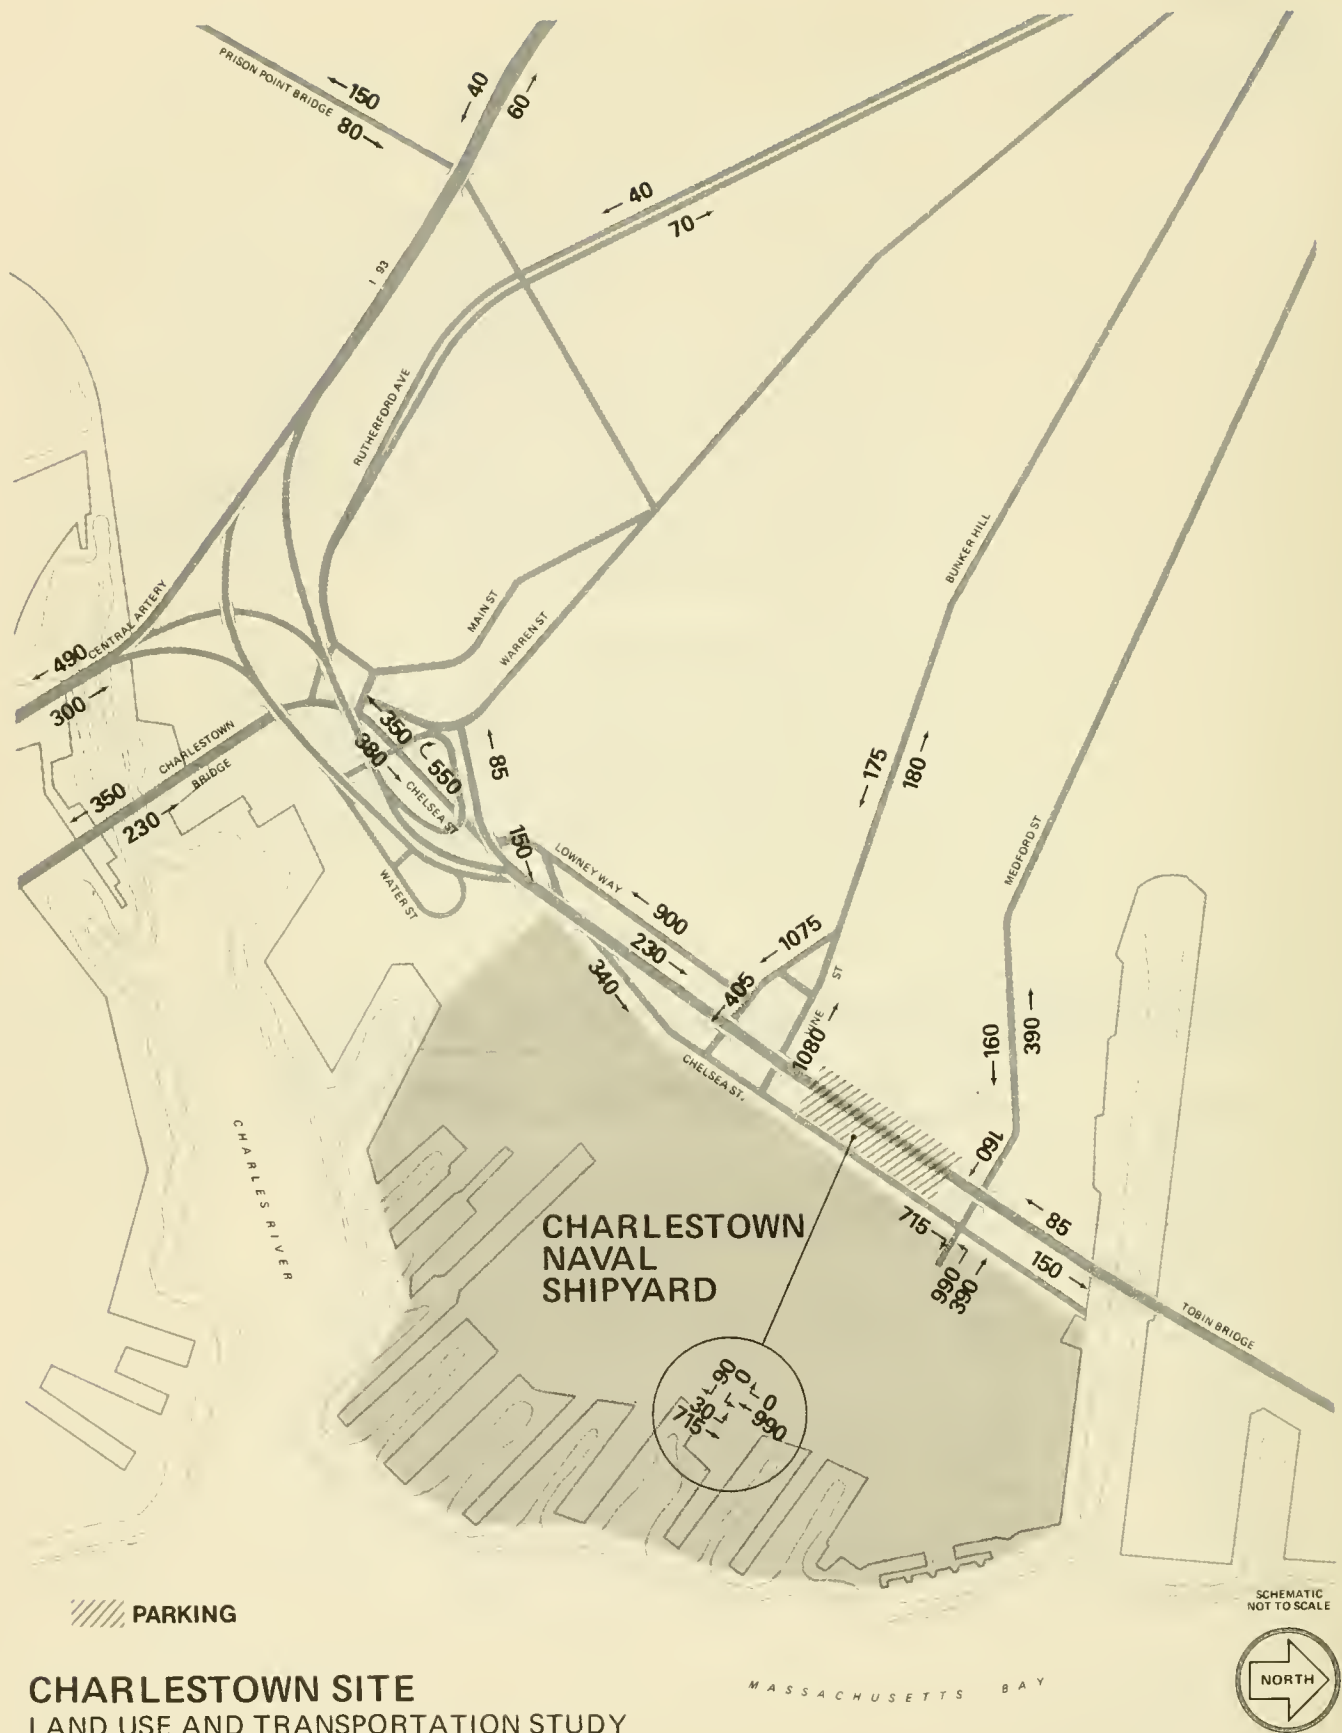 PRISON POINT BRIDGE
←150
80→
←40
60→
←40
70→
I 93
RUTHERFORD AVE
BUNKER HILL
MAIN ST
WARREN ST
CENTRAL ARTERY
←490
300→
CHARLESTOWN
BRIDGE
←350
230→
←350
380→
550
CHELSEA ST
←85
WATER ST
150→
LOWNEY WAY
←900
230→
340→
←1075
←405
←175
180→
ST
1080→
MEDFORD ST
←160
390→
←160
CHELSEA ST.
CHARLES RIVER
CHARLESTOWN
NAVAL
SHIPYARD
715
990
390→
←85
150→
TOBIN BRIDGE
90
0
0
30
←990
715→
PARKING
SCHEMATIC
NOT TO SCALE
NORTH
MASSACHUSETTS BAY
CHARLESTOWN SITE
LAND USE AND TRANSPORTATION STUDY